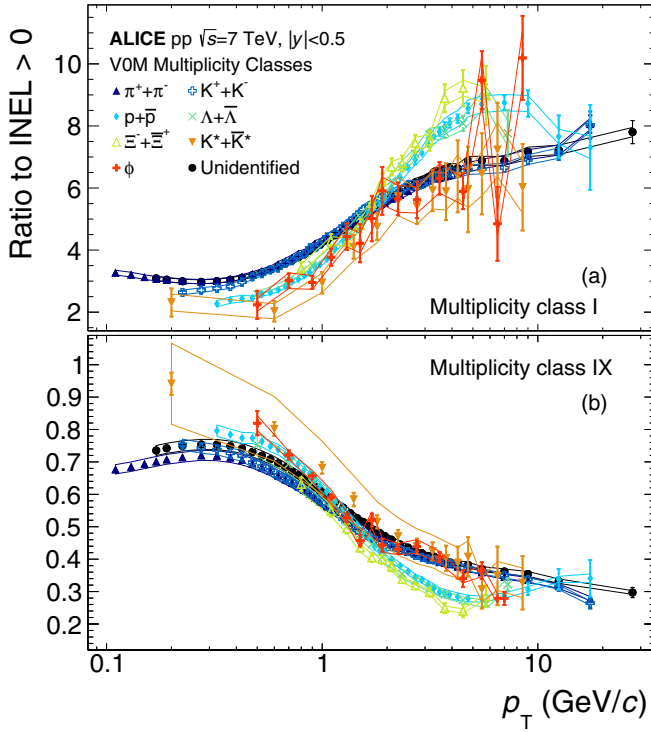 ALICE pp √s=7 TeV, |y|<0.5
V0M Multiplicity Classes
π⁺+π⁻ K⁺+K⁻
p+p̅ Λ+Λ̅
Ξ⁻+Ξ̅⁺ K*+K̅*
ϕ Unidentified
Ratio to INEL > 0
10
8
6
4
2
(a)
Multiplicity class I
Multiplicity class IX
(b)
1
0.9
0.8
0.7
0.6
0.5
0.4
0.3
0.2
0.1 1 10
p_T (GeV/c)